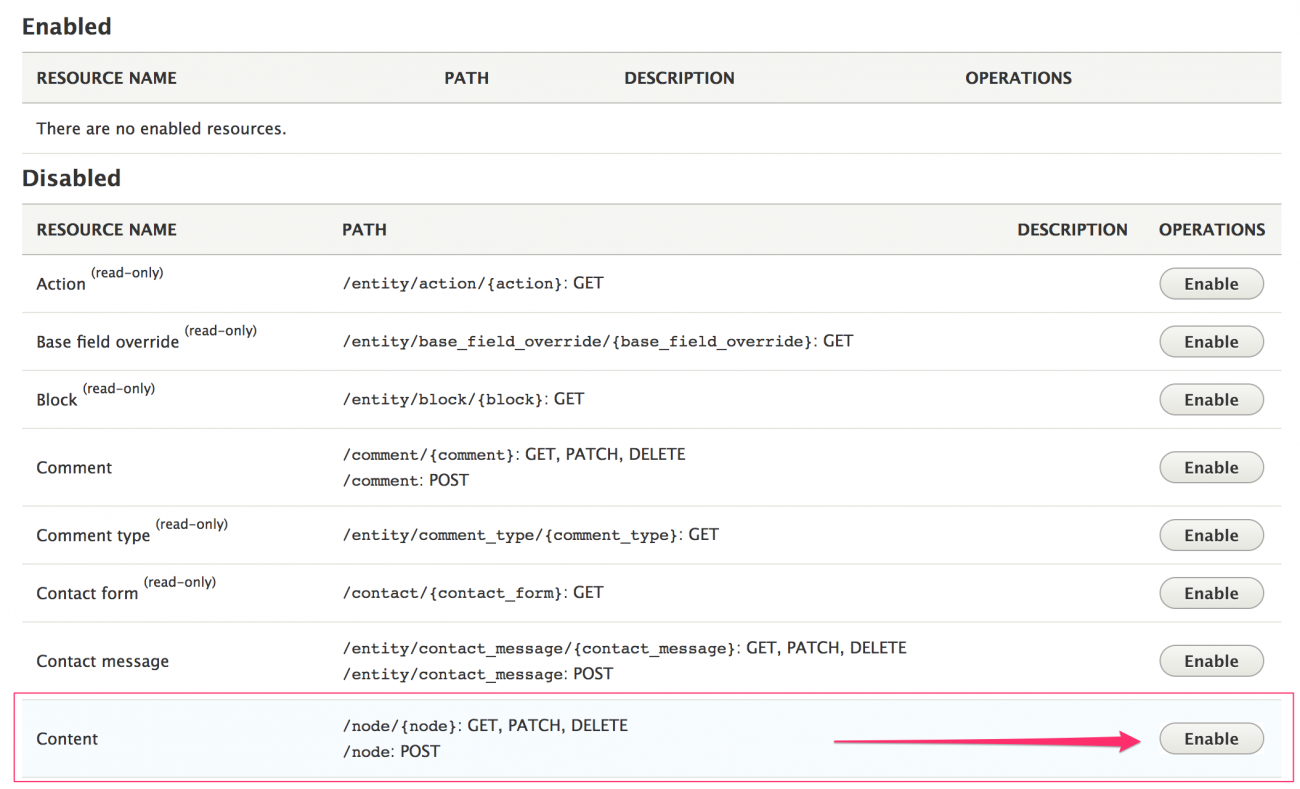 Enabled
RESOURCE NAME PATH DESCRIPTION OPERATIONS
There are no enabled resources.
Disabled
RESOURCE NAME PATH DESCRIPTION OPERATIONS
Action (read-only) /entity/action/{action}: GET Enable
Base field override (read-only) /entity/base_field_override/{base_field_override}: GET Enable
Block (read-only) /entity/block/{block}: GET Enable
Comment /comment/{comment}: GET, PATCH, DELETE Enable
/comment: POST
Comment type (read-only) /entity/comment_type/{comment_type}: GET Enable
Contact form (read-only) /contact/{contact_form}: GET Enable
Contact message /entity/contact_message/{contact_message}: GET, PATCH, DELETE Enable
/entity/contact_message: POST
Content /node/{node}: GET, PATCH, DELETE Enable
/node: POST